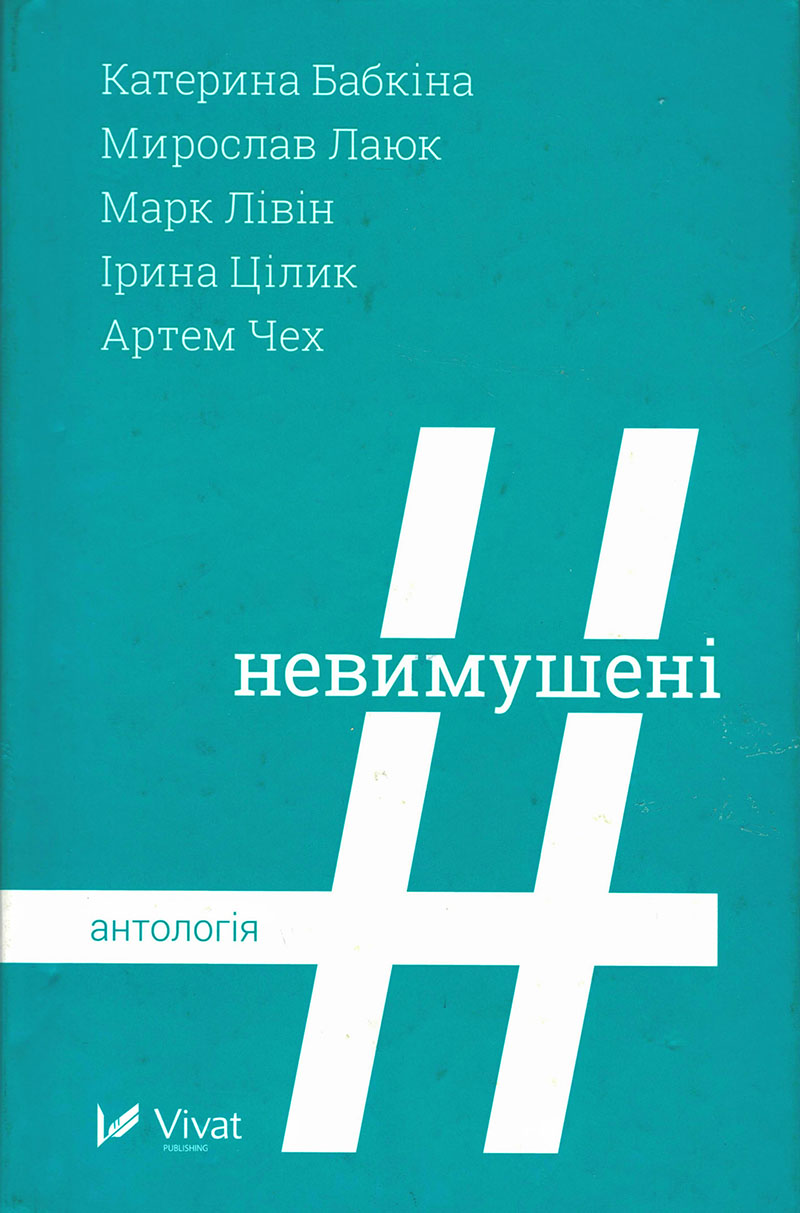 Катерина Бабкіна
Мирослав Лаюк
Марк Лівін
Ірина Цілик
Артем Чех
невимушені
антологія
Vivat
PUBLISHING